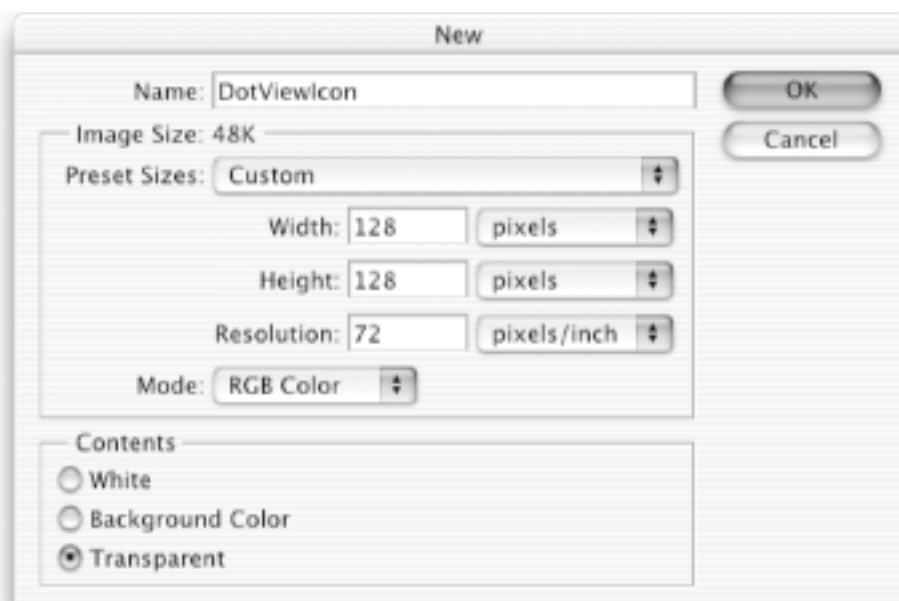 New
Name: DotViewIcon
OK
Image Size: 48K
Cancel
Preset Sizes: Custom
Width: 128 pixels
Height: 128 pixels
Resolution: 72 pixels/inch
Mode: RGB Color
Contents
White
Background Color
Transparent